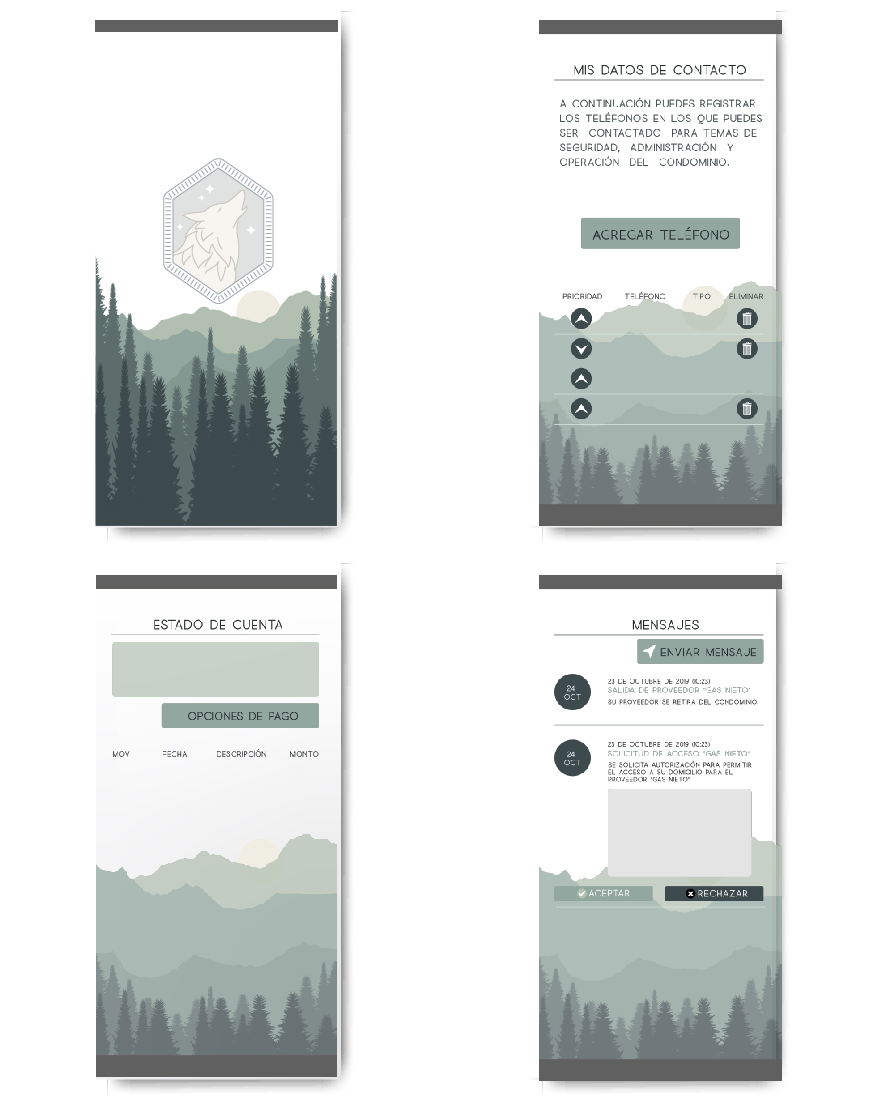 MIS DATOS DE CONTACTO
A CONTINUACIÓN PUEDES REGISTRAR
LOS TELÉFONOS EN LOS QUE PUEDES
SER CONTACTADO PARA TEMAS DE
SEGURIDAD, ADMINISTRACIÓN Y
OPERACIÓN DEL CONDOMINIO.
AGREGAR TELÉFONO
PRIORIDAD TELÉFONO TIPO ELIMINAR
ESTADO DE CUENTA
OPCIONES DE PAGO
MOV FECHA DESCRIPCIÓN MONTO
MENSAJES
ENVIAR MENSAJE
24
OCT
23 DE OCTUBRE DE 2019 (10:23)
SALIDA DE PROVEEDOR "GAS NIETO"
SU PROVEEDOR SE RETIRA DEL CONDOMINIO
24
OCT
23 DE OCTUBRE DE 2019 (10:23)
SOLICITUD DE ACCESO "GAS NIETO"
SE SOLICITA AUTORIZACIÓN PARA PERMITIR
EL ACCESO A SU DOMICILIO PARA EL
PROVEEDOR "GAS NIETO"
ACEPTAR RECHAZAR